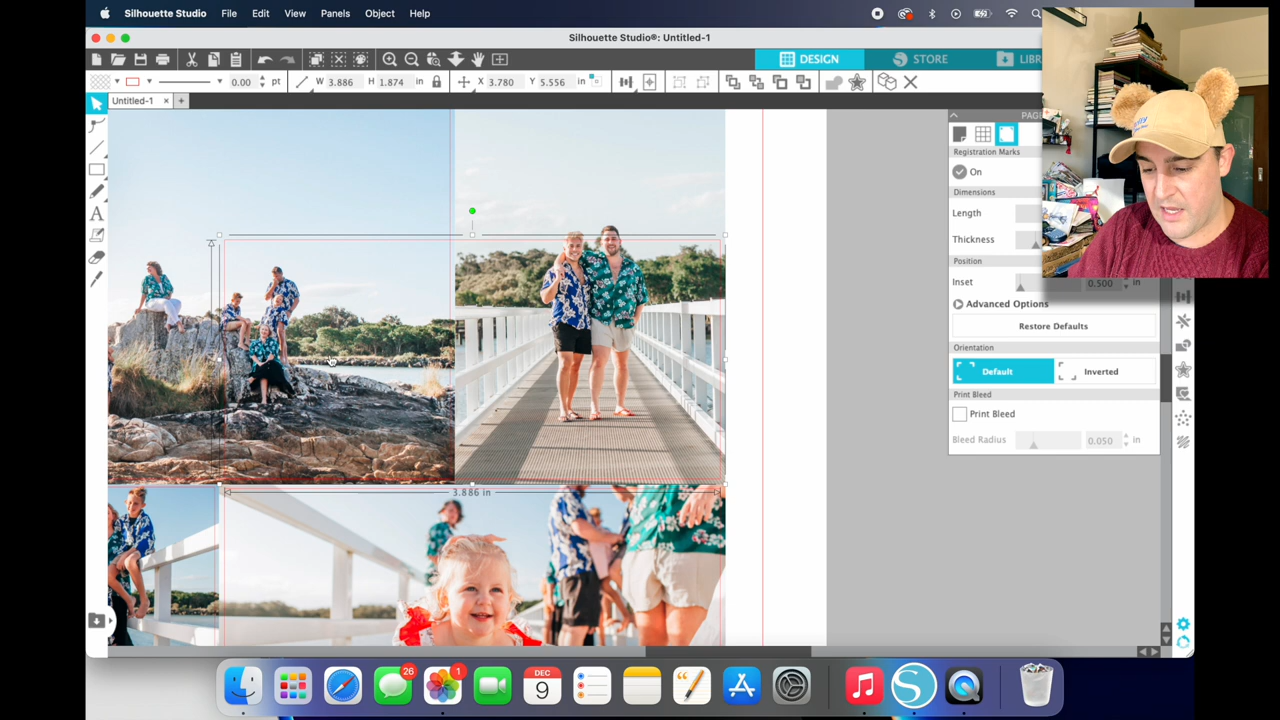 Silhouette Studio File Edit View Panels Object Help
Silhouette Studio®: Untitled-1
DESIGN STORE LIBR
0.00 pt W 3.886 H 1.874 in X 3.780 Y 5.556 in
Untitled-1 × +
PAG
Registration Marks
On
Dimensions
Length
Thickness
Position
Inset 0.500 in
Advanced Options
Restore Defaults
Orientation
Default Inverted
Print Bleed
Print Bleed
Bleed Radius 0.050 in
3.886 in
26
1
DEC
9